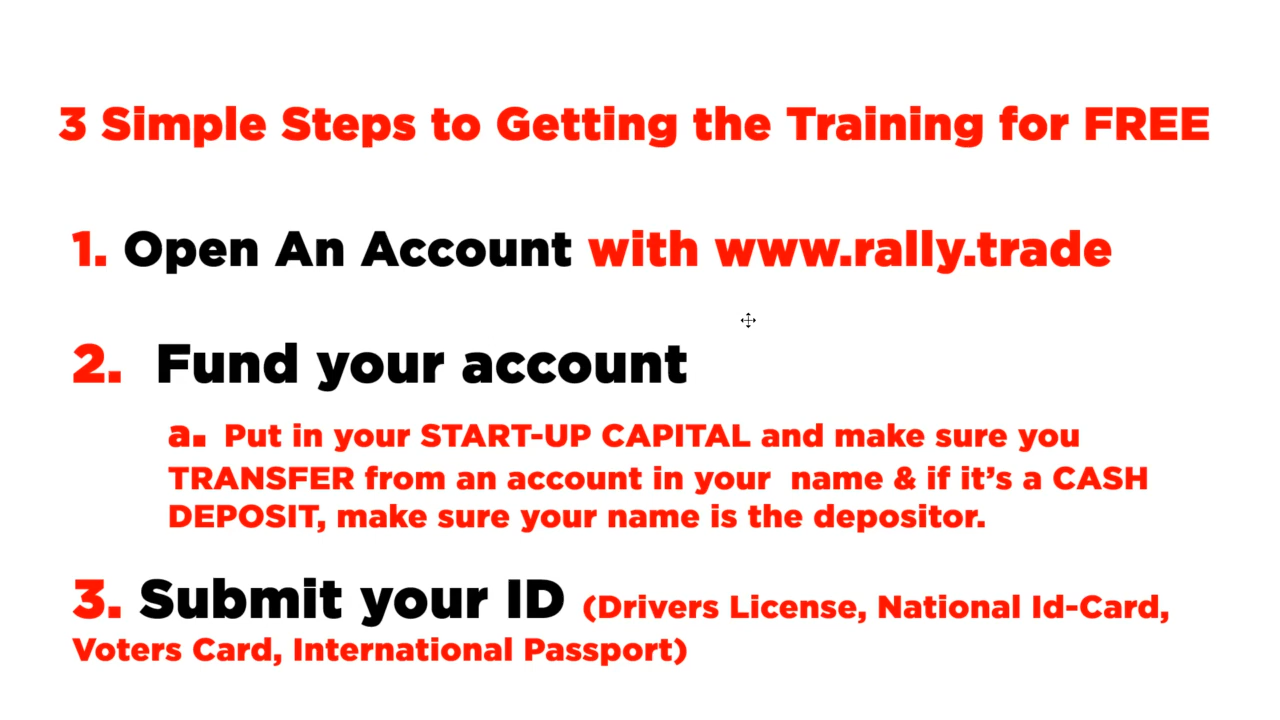 3 Simple Steps to Getting the Training for FREE
1. Open An Account with www.rally.trade
2. Fund your account
a. Put in your START-UP CAPITAL and make sure you
TRANSFER from an account in your name & if it’s a CASH
DEPOSIT, make sure your name is the depositor.
3. Submit your ID (Drivers License, National Id-Card,
Voters Card, International Passport)